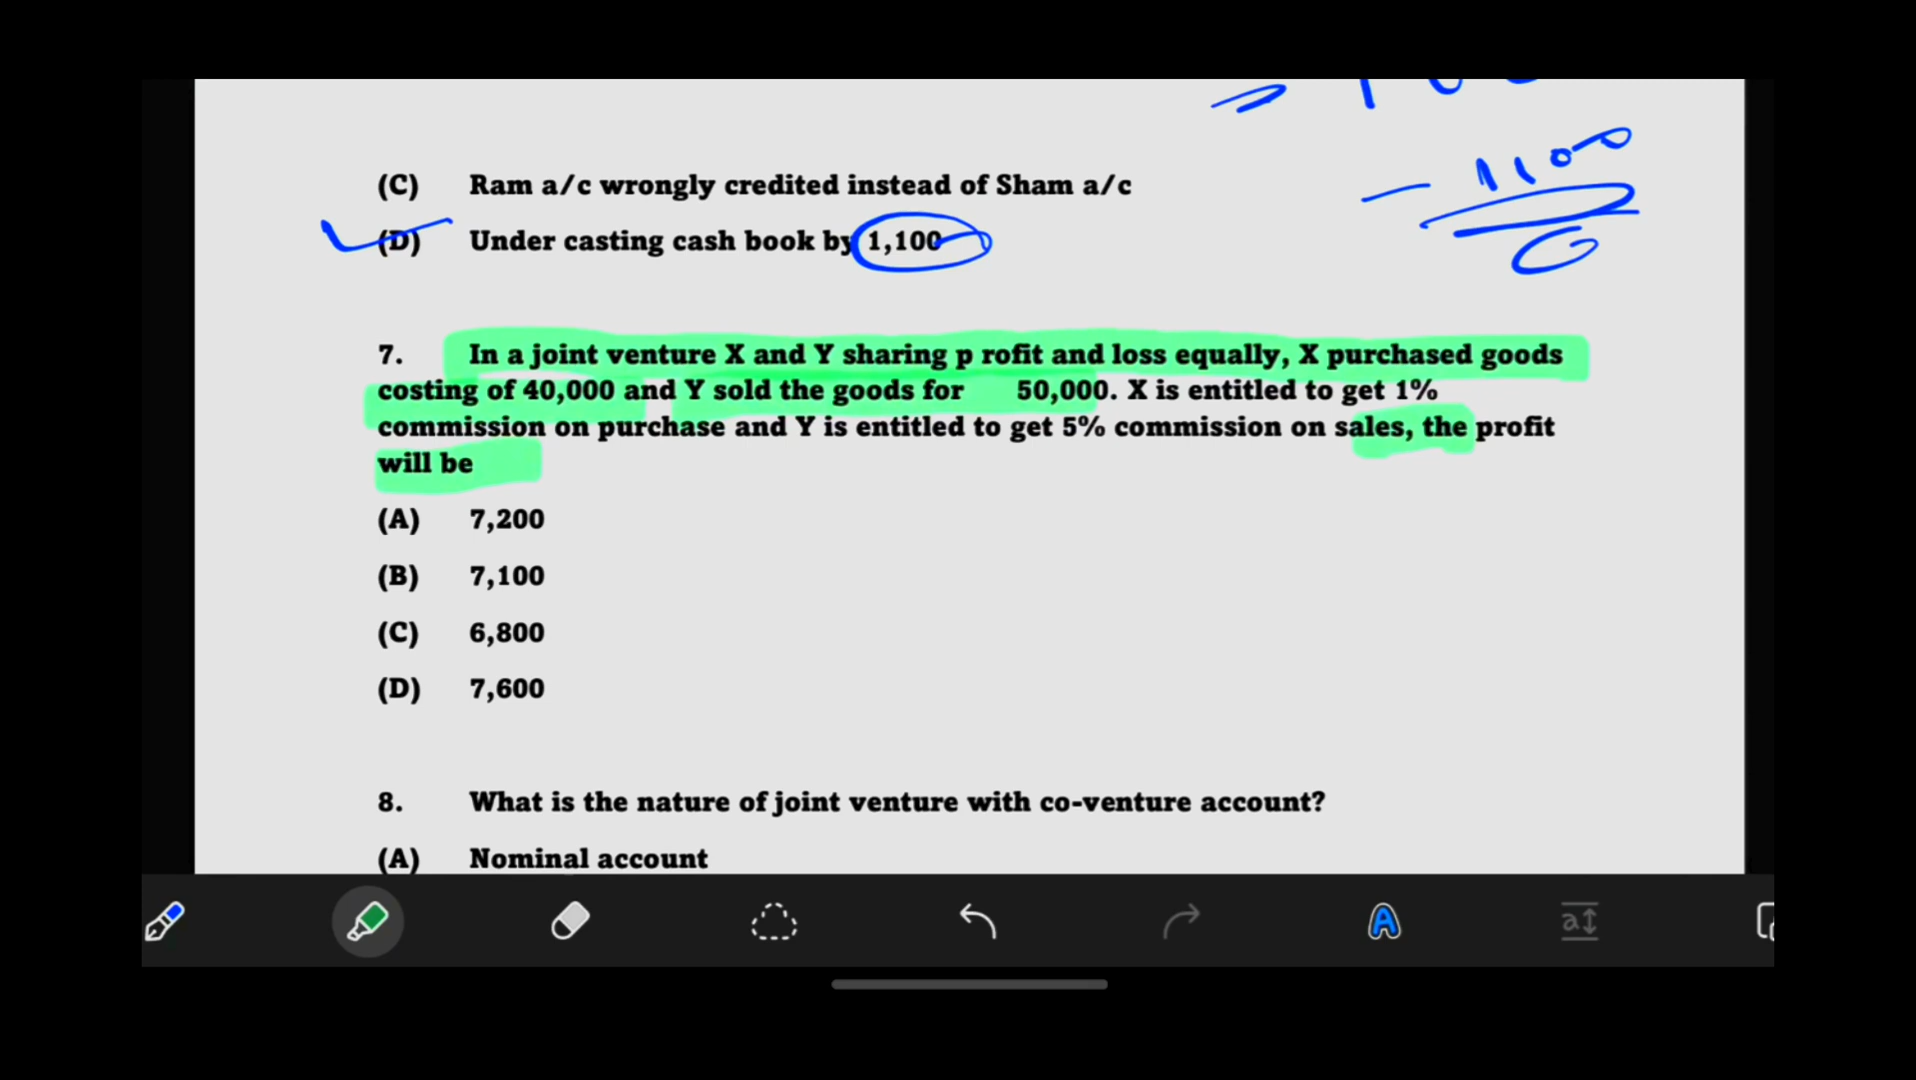 1100
(C) Ram a/c wrongly credited instead of Sham a/c
(D) Under casting cash book by 1,100
0
7. In a joint venture X and Y sharing p rofit and loss equally, X purchased goods
costing of 40,000 and Y sold the goods for 50,000. X is entitled to get 1%
commission on purchase and Y is entitled to get 5% commission on sales, the profit
will be
(A) 7,200
(B) 7,100
(C) 6,800
(D) 7,600
8. What is the nature of joint venture with co-venture account?
(A) Nominal account
A
a